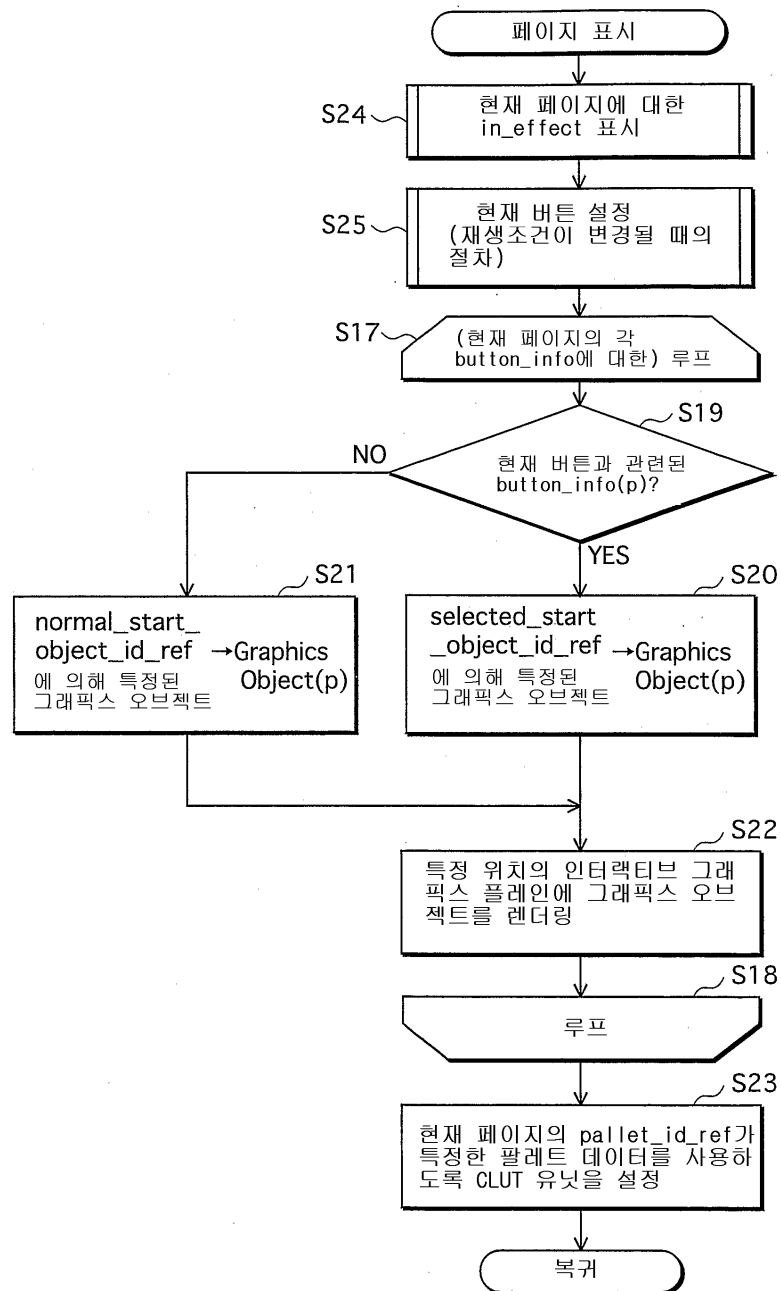 페이지 표시
S24
현재 페이지에 대한
in_effect 표시
S25
현재 버튼 설정
(재생조건이 변경될 때의
절차)
S17
(현재 페이지의 각
button_info에 대한) 루프
S19
현재 버튼과 관련된
button_info(p)?
NO
YES
S21
normal_start_
object_id_ref →Graphics
Object(p)
에 의해 특정된
그래픽스 오브젝트
S20
selected_start
_object_id_ref →Graphics
Object(p)
에 의해 특정된
그래픽스 오브젝트
S22
특정 위치의 인터랙티브 그래
픽스 플레인에 그래픽스 오브
젝트를 렌더링
S18
루프
S23
현재 페이지의 pallet_id_ref가
특정한 팔레트 데이터를 사용하
도록 CLUT 유닛을 설정
복귀